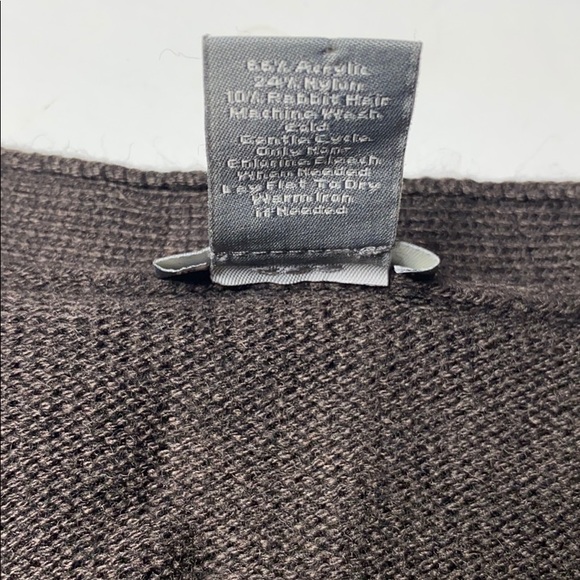 66% Acrylic
24% Nylon
10% Rabbit Hair
Machine Wash
Cold
Gentle Cycle
Only Non-
Chlorine Bleach
When Needed
Lay Flat To Dry
Warm Iron
If Needed